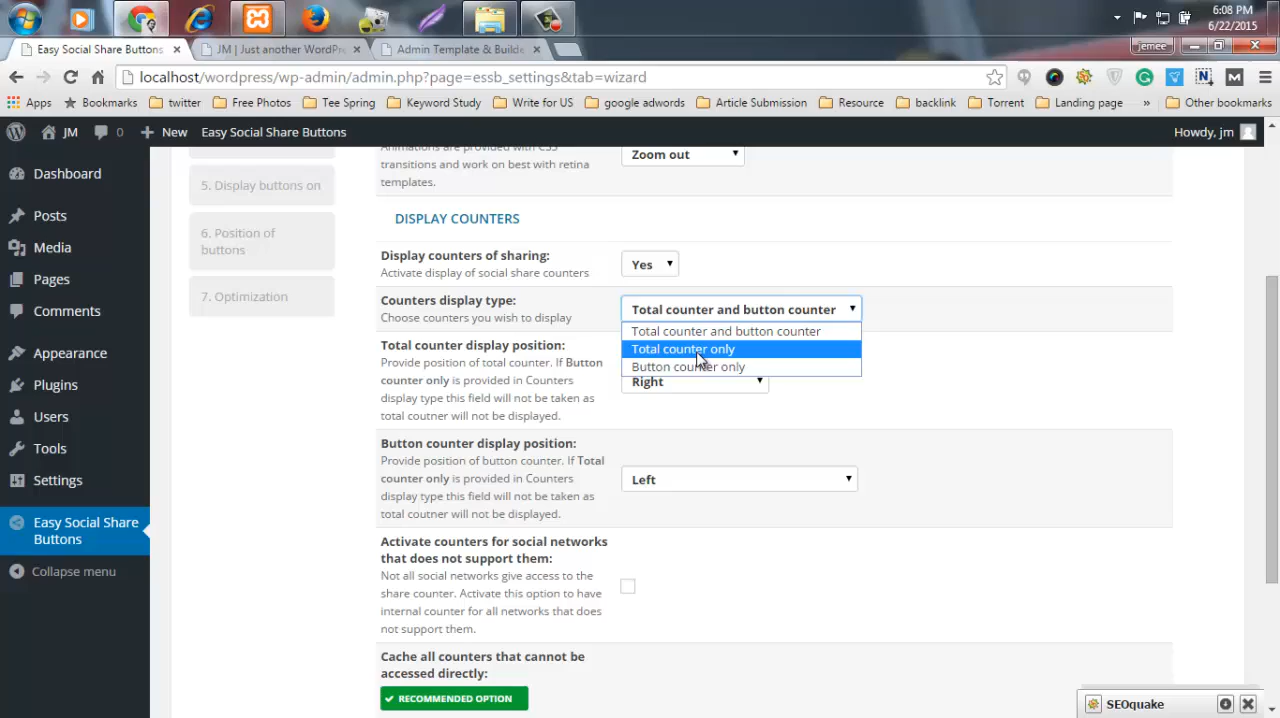 6:08 PM
6/22/2015
Easy Social Share Buttons
JM | Just another WordPre
Admin Template & Builde
jemee
localhost/wordpress/wp-admin/admin.php?page=essb_settings&tab=wizard
Apps
Bookmarks
twitter
Free Photos
Tee Spring
Keyword Study
Write for US
google adwords
Article Submission
Resource
backlink
Torrent
Landing page
»
Other bookmarks
JM
0
New
Easy Social Share Buttons
Howdy, jm
Dashboard
Posts
Media
Pages
Comments
Appearance
Plugins
Users
Tools
Settings
Easy Social Share
Buttons
Collapse menu
5. Display buttons on
6. Position of
buttons
7. Optimization
Animations are provided with CSS
transitions and work on best with retina
templates.
Zoom out
DISPLAY COUNTERS
Display counters of sharing:
Activate display of social share counters
Yes
Counters display type:
Choose counters you wish to display
Total counter and button counter
Total counter and button counter
Total counter only
Button counter only
Total counter display position:
Provide position of total counter. If Button
counter only is provided in Counters
display type this field will not be taken as
total coutner will not be displayed.
Right
Button counter display position:
Provide position of button counter. If Total
counter only is provided in Counters
display type this field will not be taken as
total coutner will not be displayed.
Left
Activate counters for social networks
that does not support them:
Not all social networks give access to the
share counter. Activate this option to have
internal counter for all networks that does
not support them.
Cache all counters that cannot be
accessed directly:
RECOMMENDED OPTION
SEOquake